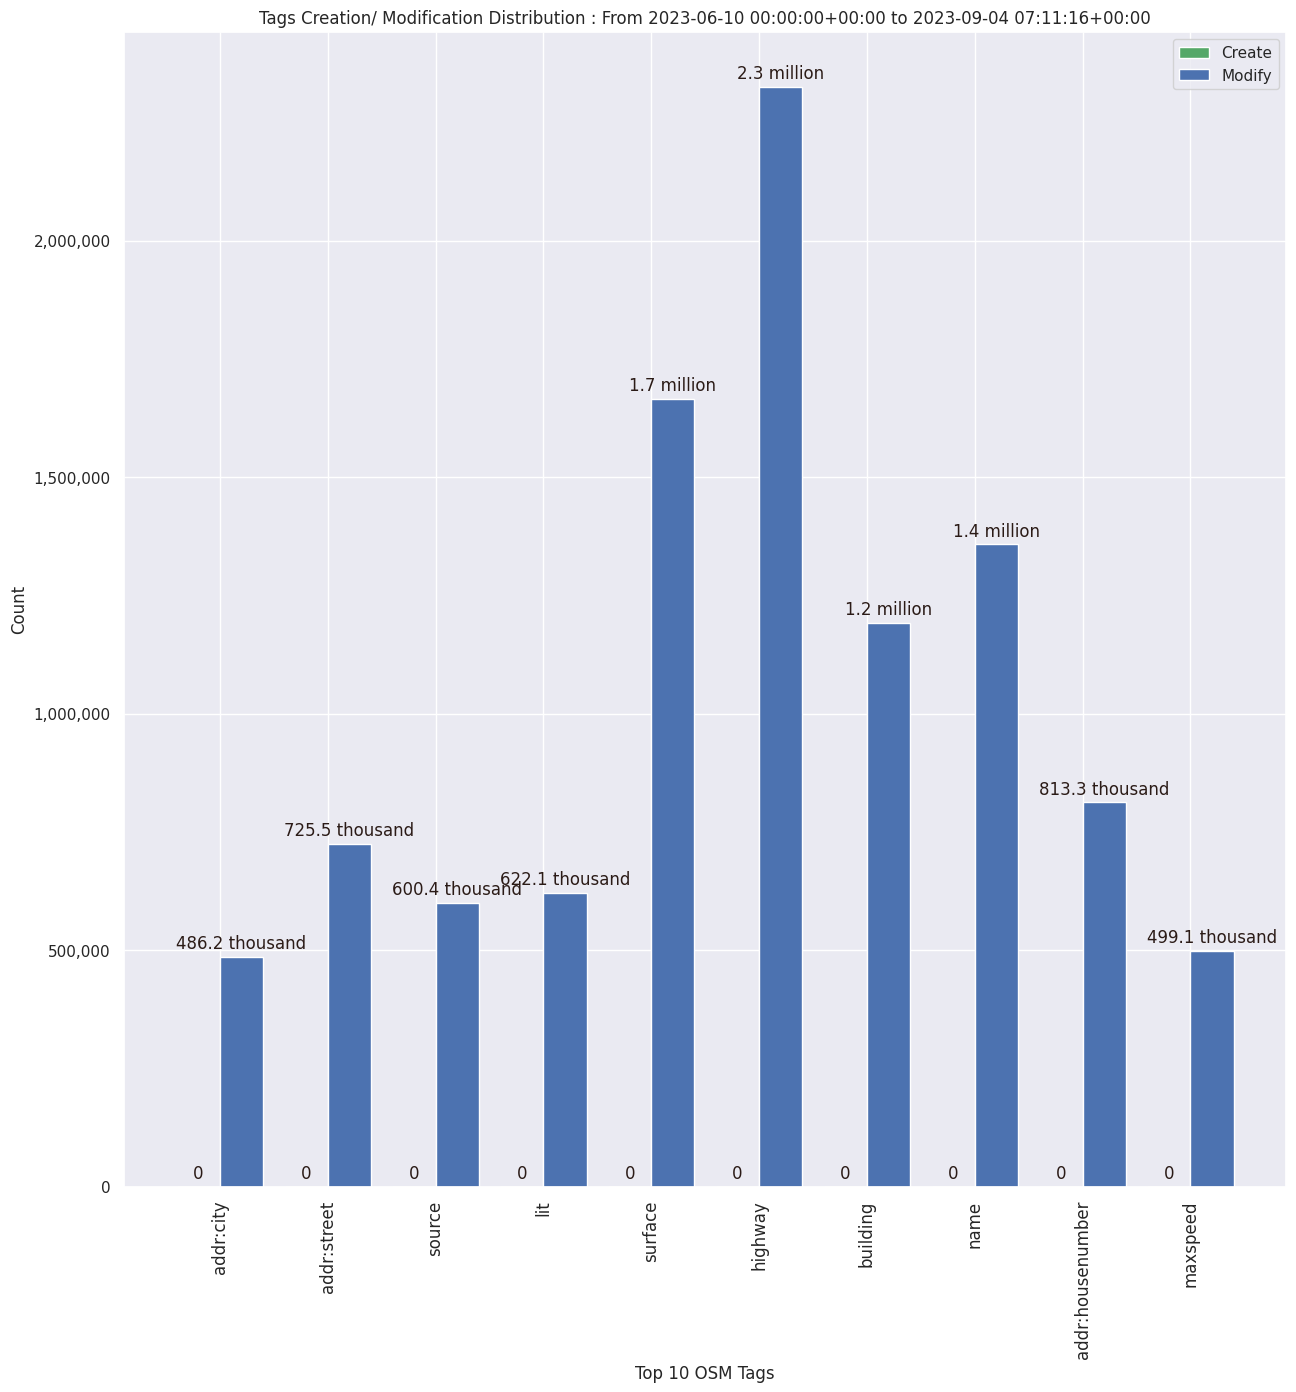 Tags Creation/ Modification Distribution : From 2023-06-10 00:00:00+00:00 to 2023-09-04 07:11:16+00:00
Create
Modify
2.3 million
1.7 million
1.4 million
1.2 million
813.3 thousand
725.5 thousand
622.1 thousand
600.4 thousand
499.1 thousand
486.2 thousand
2,000,000
1,500,000
1,000,000
500,000
0
Count
0 0 0 0 0 0 0 0 0 0
addr:city
addr:street
source
lit
surface
highway
building
name
addr:housenumber
maxspeed
Top 10 OSM Tags